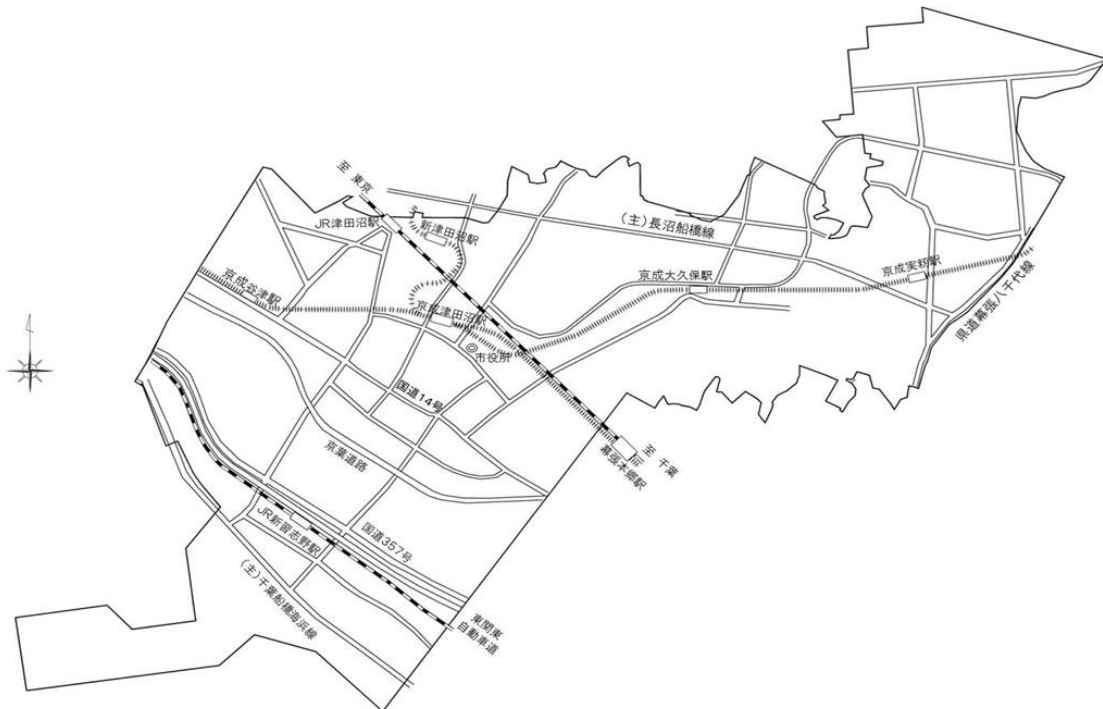 至 東京
JR津田沼駅
新津田沼駅
(主)長沼船橋線
京成大久保駅
京成実籾駅
県道幕張八千代線
京成谷津駅
京成津田沼駅
市役所
国道14号
京葉道路
至 千葉
幕張本郷駅
国道357号
JR新習志野駅
(主)千葉船橋海浜線
東関東
自動車道